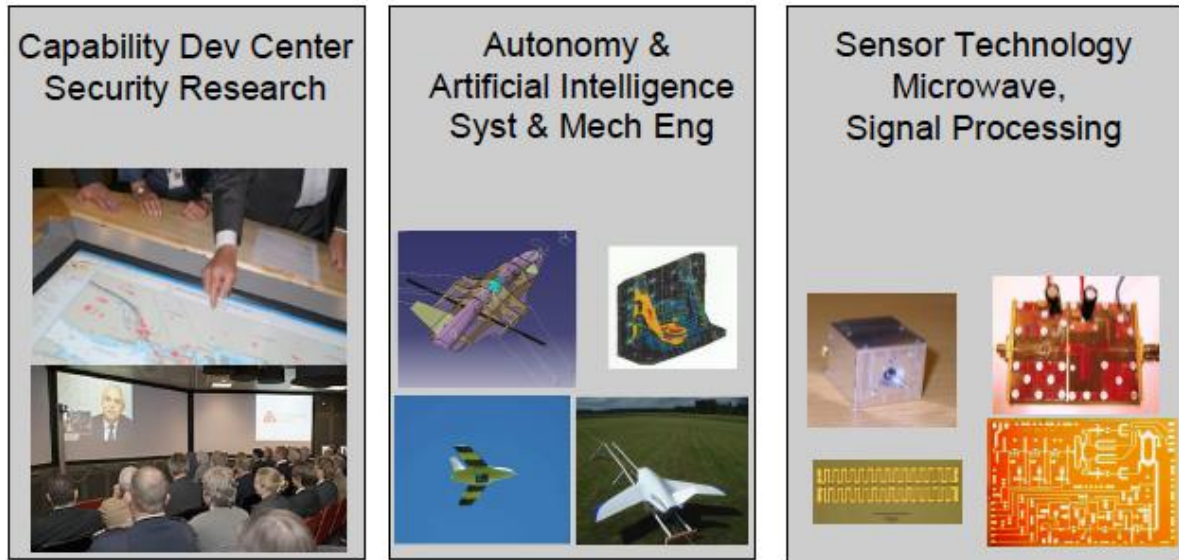 Capability Dev Center
Security Research
Autonomy &
Artificial Intelligence
Syst & Mech Eng
Sensor Technology
Microwave,
Signal Processing